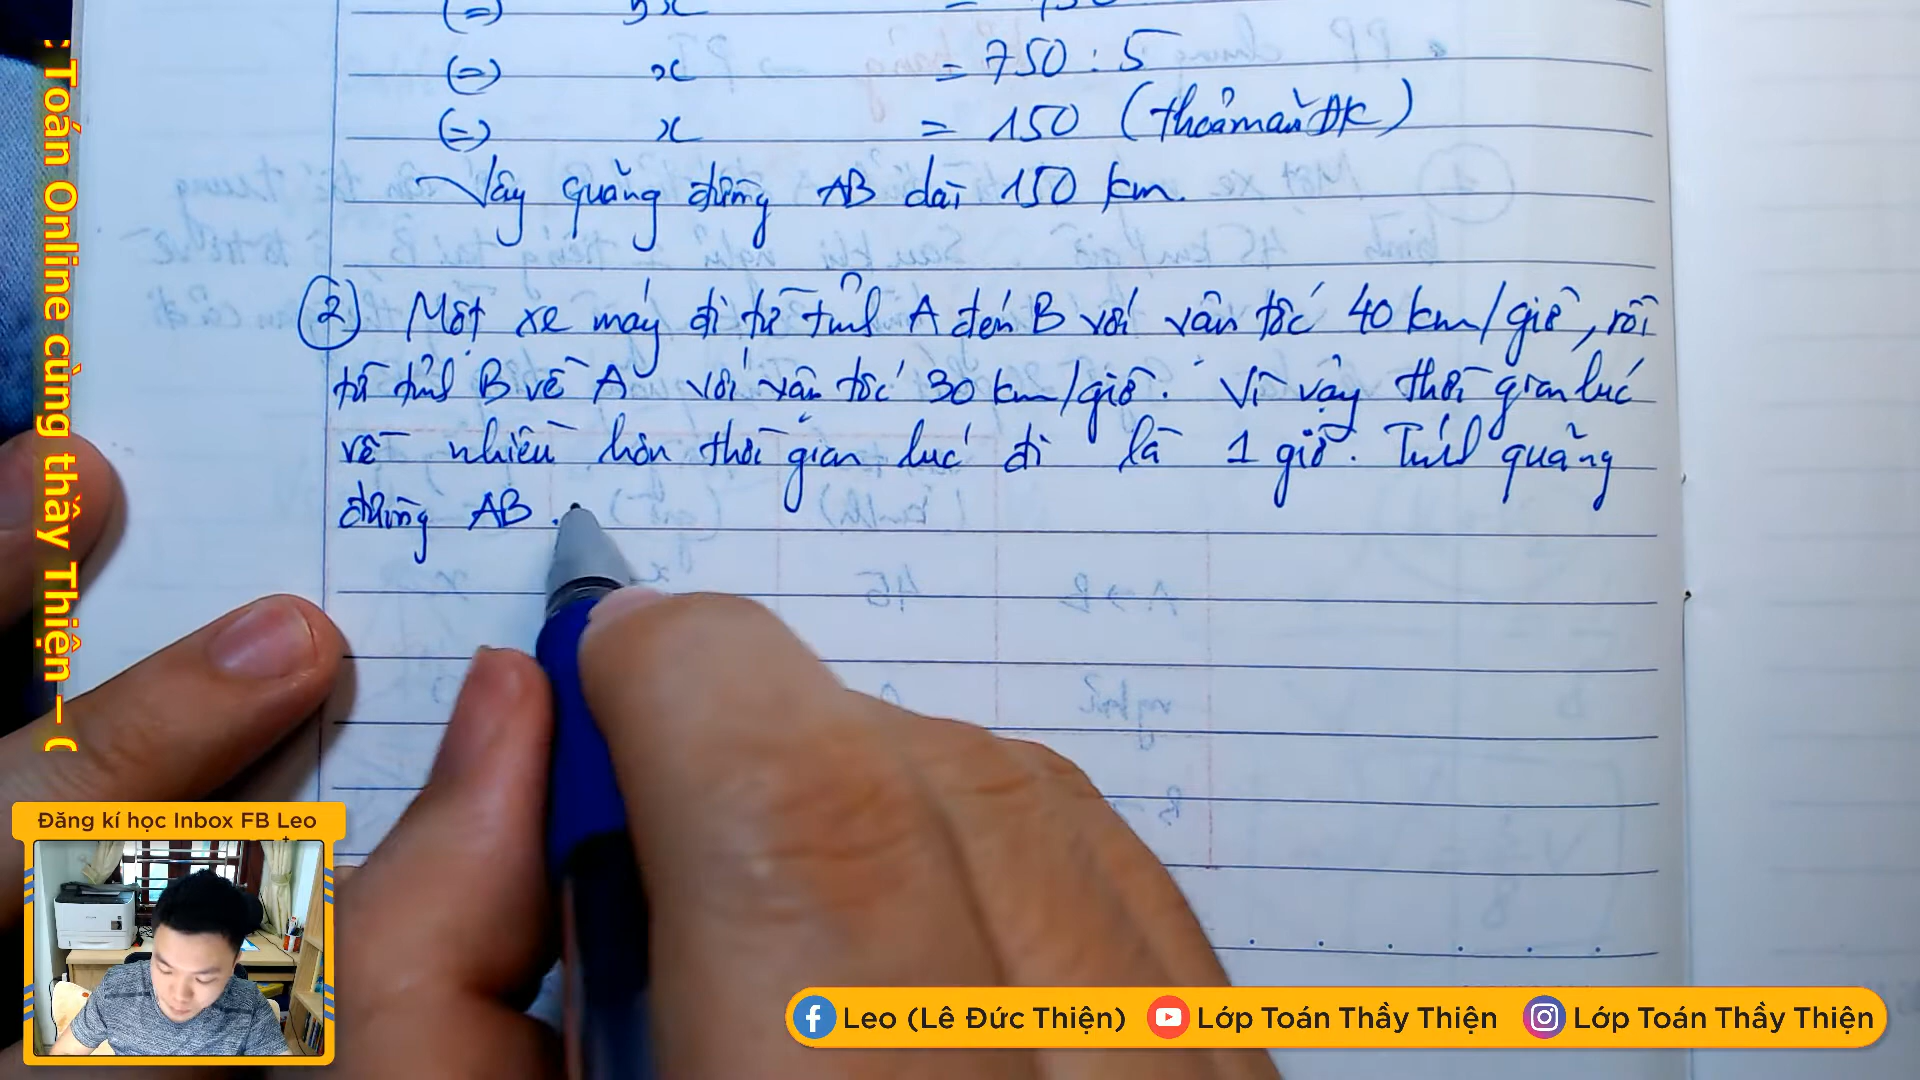 (=) 5x = 750
(=) x = 750 : 5
(=) x = 150 (thỏa mãn ĐK)
Vậy quãng đường AB dài 150 km.
② Một xe máy đi từ tỉnh A đến B với vận tốc 40 km/giờ, rồi
từ tỉnh B về A với vận tốc 30 km/giờ. Vì vậy thời gian lúc
về nhiều hơn thời gian lúc đi là 1 giờ. Tính quãng
đường AB.
Toán Online cùng thầy Thiện –
Đăng kí học Inbox FB Leo
Leo (Lê Đức Thiện) Lớp Toán Thầy Thiện Lớp Toán Thầy Thiện